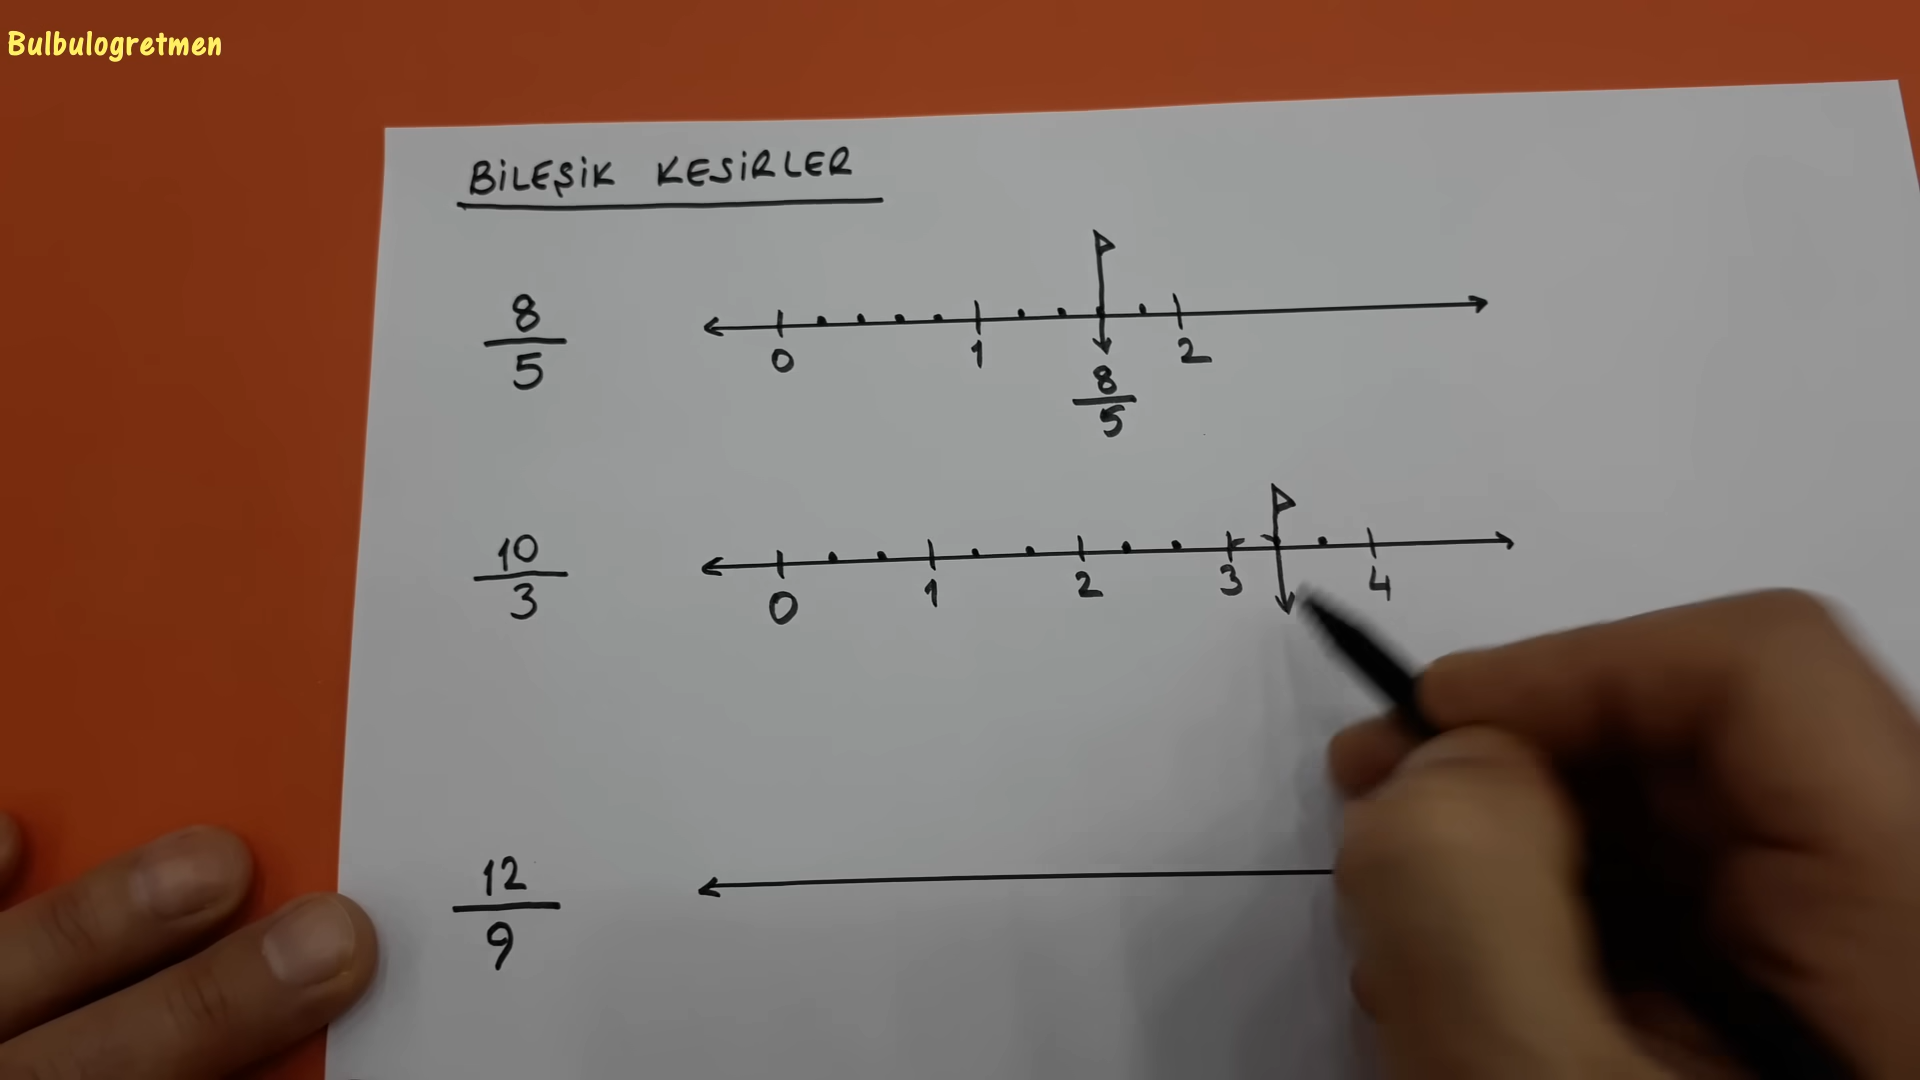 Bulbulogretmen
BİLEŞİK KESİRLER
8/5
0 1 2
8/5
10/3
0 1 2 3 4
12/9